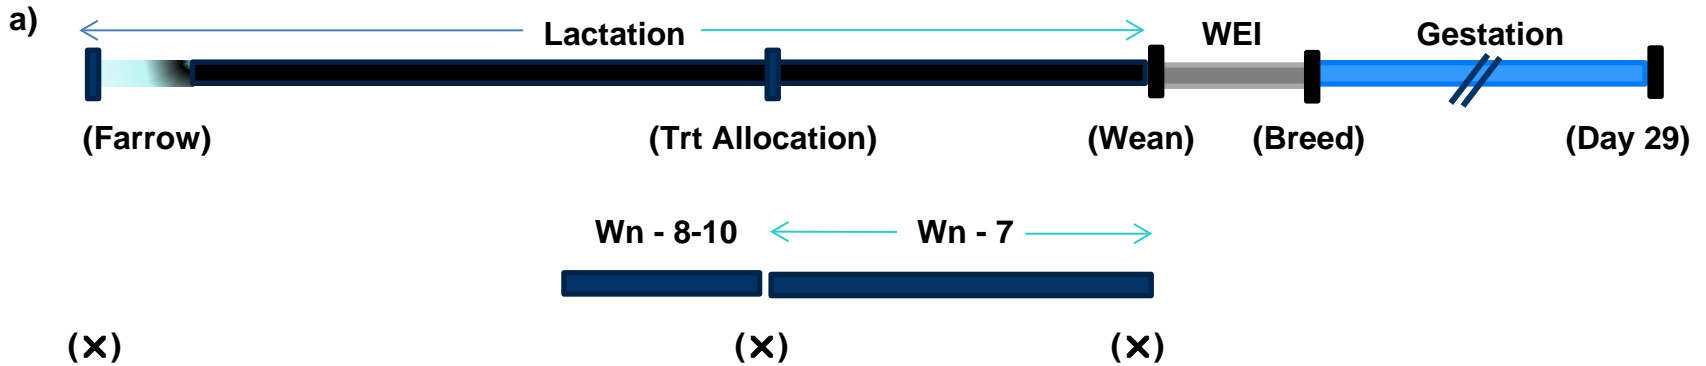 a)
Lactation WEI Gestation
(Farrow) (Trt Allocation) (Wean) (Breed) (Day 29)
Wn - 8-10 Wn - 7
(×) (×) (×)